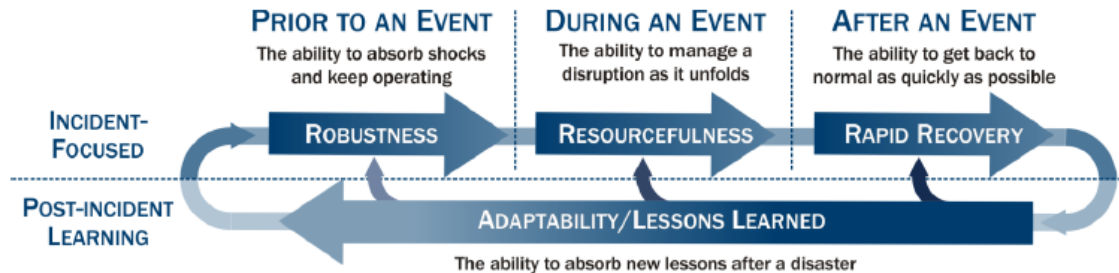 PRIOR TO AN EVENT
The ability to absorb shocks
and keep operating
DURING AN EVENT
The ability to manage a
disruption as it unfolds
AFTER AN EVENT
The ability to get back to
normal as quickly as possible
INCIDENT-
FOCUSED
ROBUSTNESS
RESOURCEFULNESS
RAPID RECOVERY
POST-INCIDENT
LEARNING
ADAPTABILITY/LESSONS LEARNED
The ability to absorb new lessons after a disaster